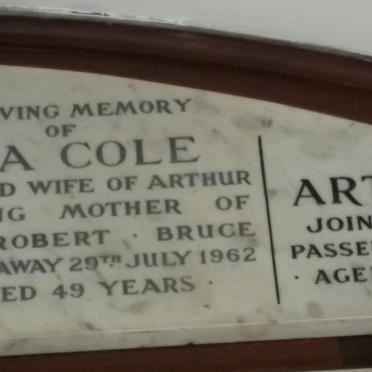 VING MEMORY
OF
A COLE
D WIFE OF ARTHUR
NG MOTHER OF
ROBERT · BRUCE
AWAY 29TH JULY 1962
ED 49 YEARS ·
ART
JOIN
PASSE
· AGE